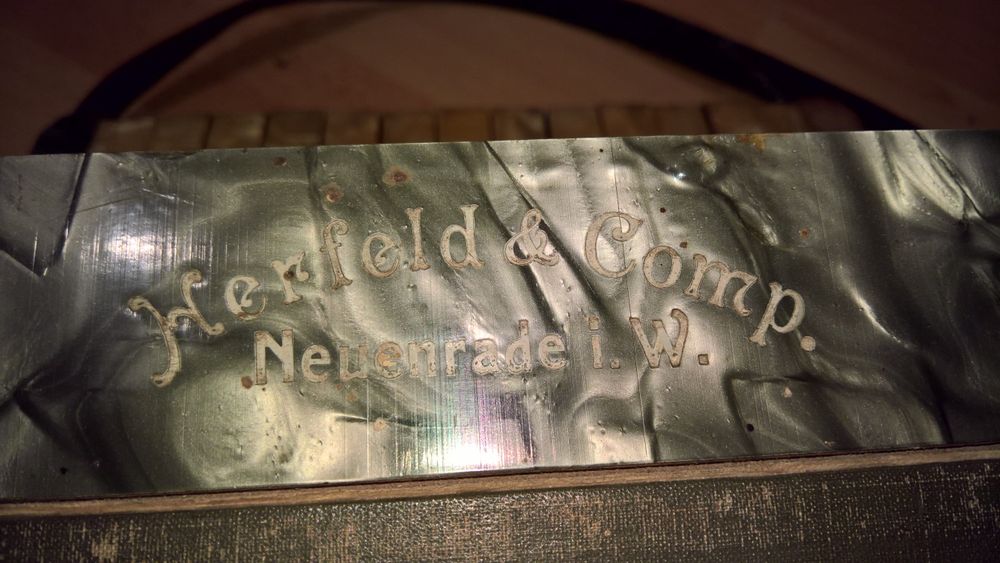 Herfeld & Comp.
Neuenrade i. W.